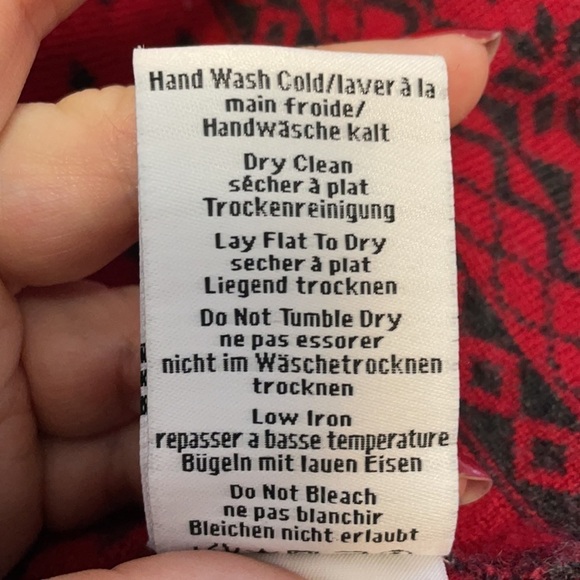 Hand Wash Cold/laver à la
main froide/
Handwäsche kalt
Dry Clean
sécher à plat
Trockenreinigung
Lay Flat To Dry
secher à plat
Liegend trocknen
Do Not Tumble Dry
ne pas essorer
nicht im Wäschetrocknen
trocknen
Low Iron
repasser a basse temperature
Bügeln mit lauen Eisen
Do Not Bleach
ne pas blanchir
Bleichen nicht erlaubt